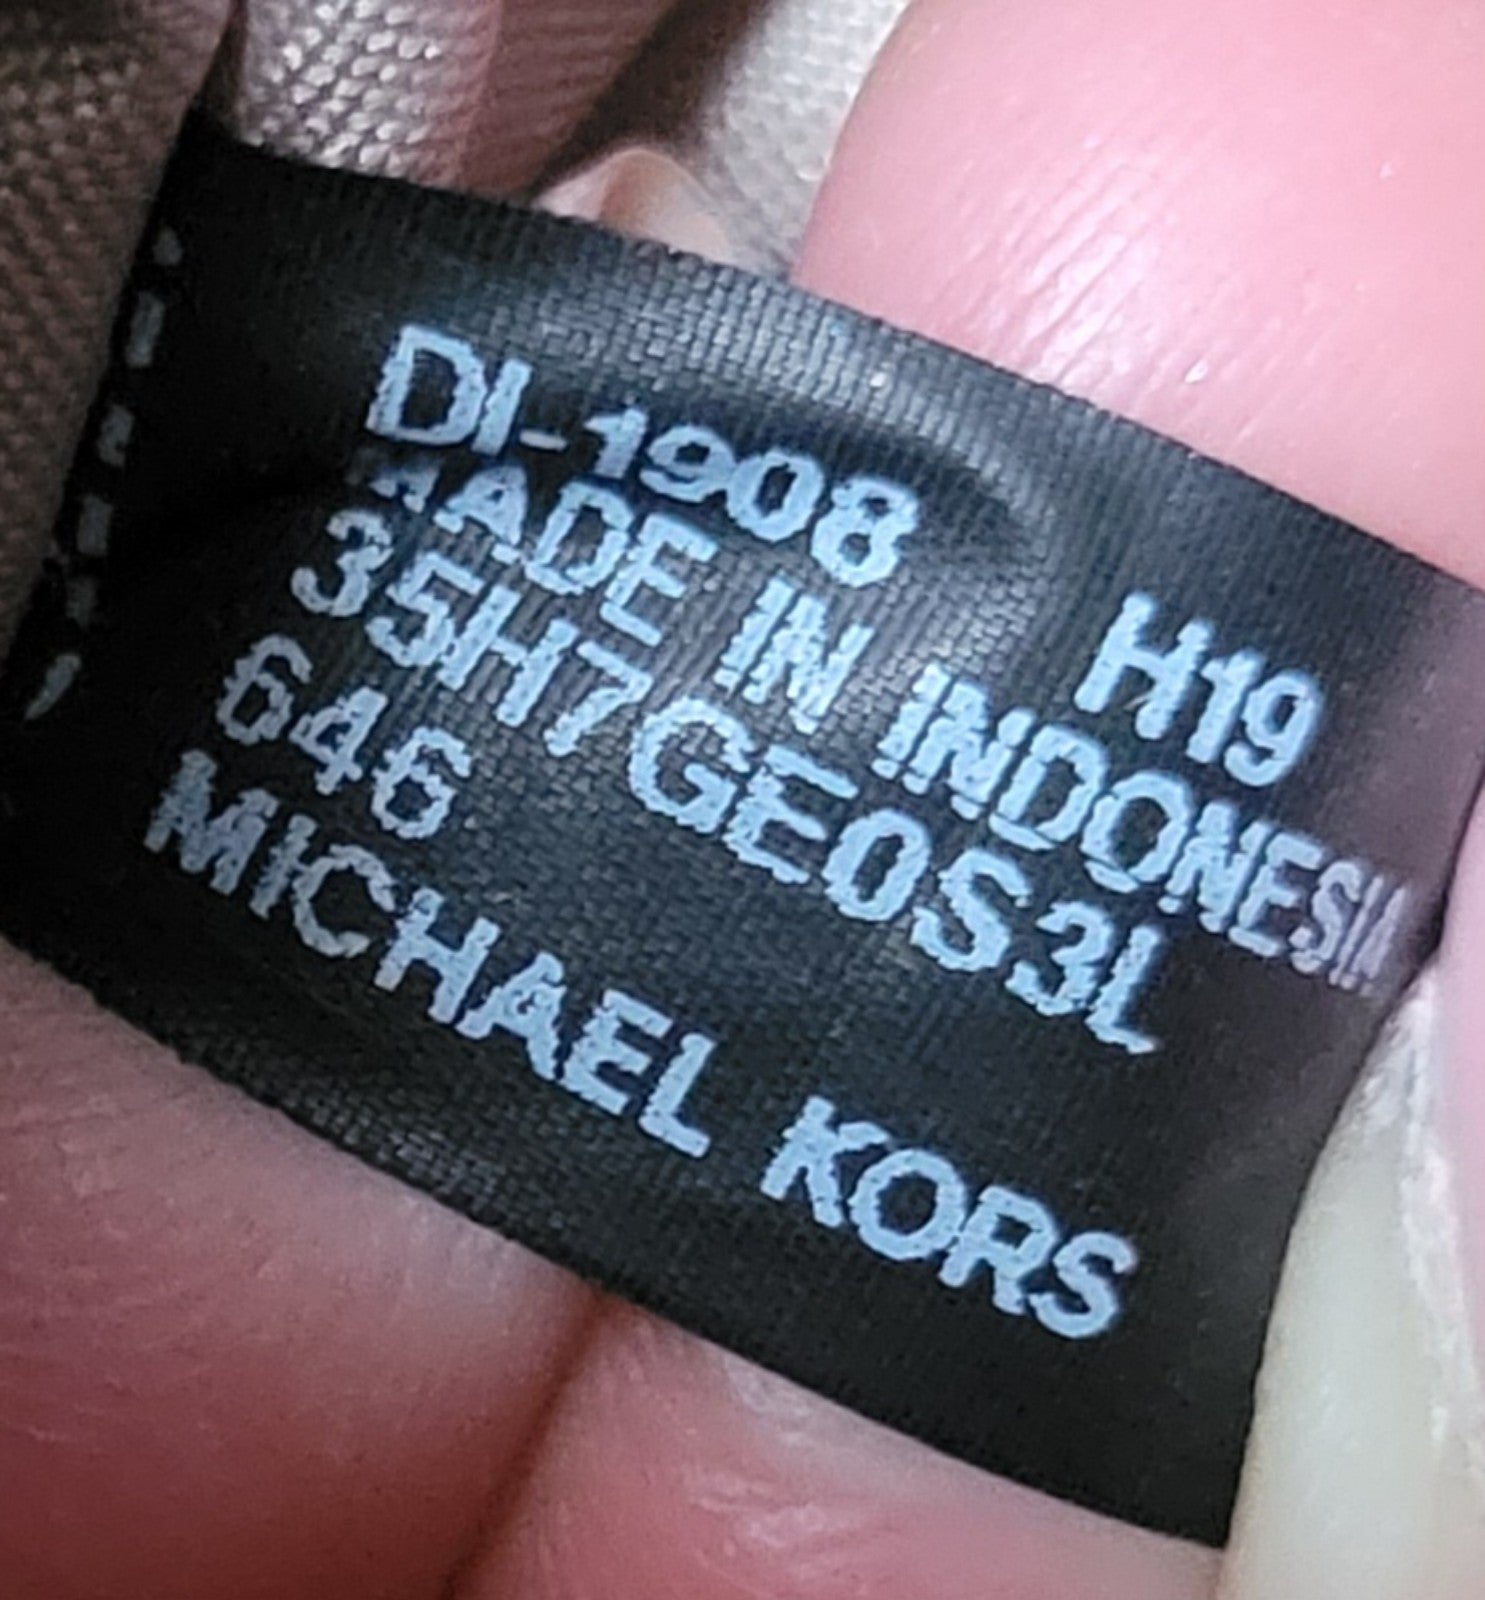 DI-1908 H19
MADE IN INDONESIA
35H7GE0S3L
646
MICHAEL KORS